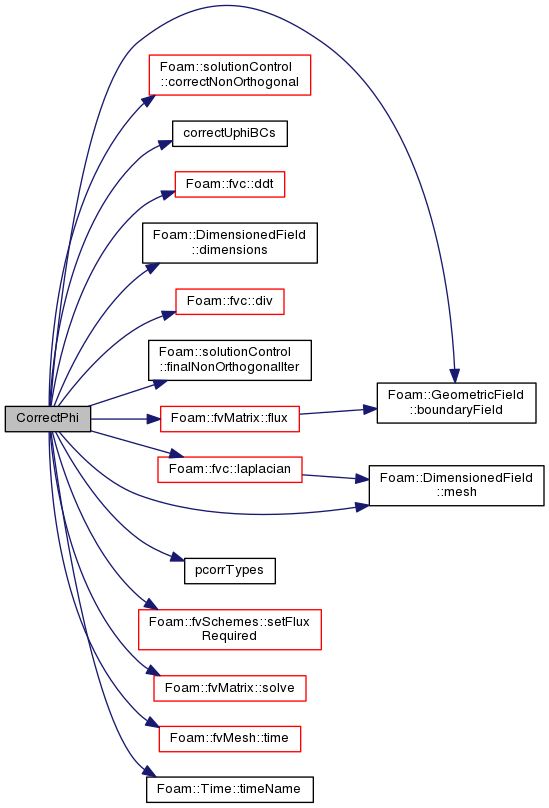 Foam::solutionControl
::correctNonOrthogonal
correctUphiBCs
Foam::fvc::ddt
Foam::DimensionedField
::dimensions
Foam::fvc::div
Foam::solutionControl
::finalNonOrthogonalIter
CorrectPhi
Foam::fvMatrix::flux
Foam::GeometricField
::boundaryField
Foam::fvc::laplacian
Foam::DimensionedField
::mesh
pcorrTypes
Foam::fvSchemes::setFlux
Required
Foam::fvMatrix::solve
Foam::fvMesh::time
Foam::Time::timeName